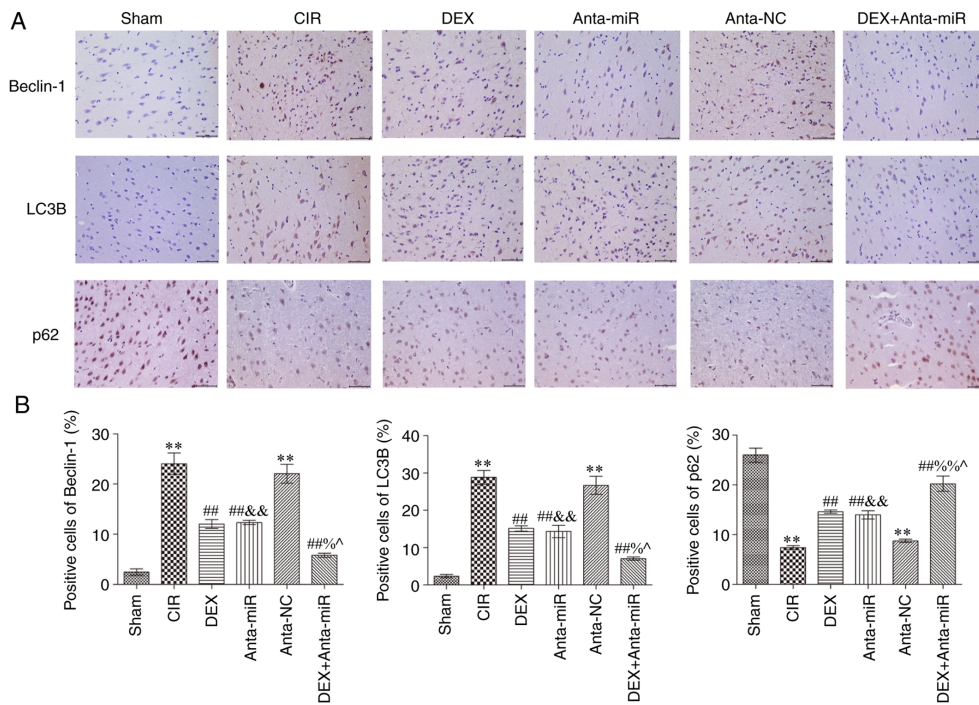 A
Sham
CIR
DEX
Anta-miR
Anta-NC
DEX+Anta-miR
Beclin-1
LC3B
p62
B
Positive cells of Beclin-1 (%)
30
20
10
0
**
##
##&&
**
##%^
Sham
CIR
DEX
Anta-miR
Anta-NC
DEX+Anta-miR
Positive cells of LC3B (%)
40
30
20
10
0
**
##
##&&
**
##%^
Sham
CIR
DEX
Anta-miR
Anta-NC
DEX+Anta-miR
Positive cells of p62 (%)
30
20
10
0
**
##
##&&
**
##%%^
Sham
CIR
DEX
Anta-miR
Anta-NC
DEX+Anta-miR